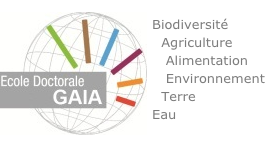 Ecole Doctorale
GAIA
Biodiversité
Agriculture
Alimentation
Environnement
Terre
Eau